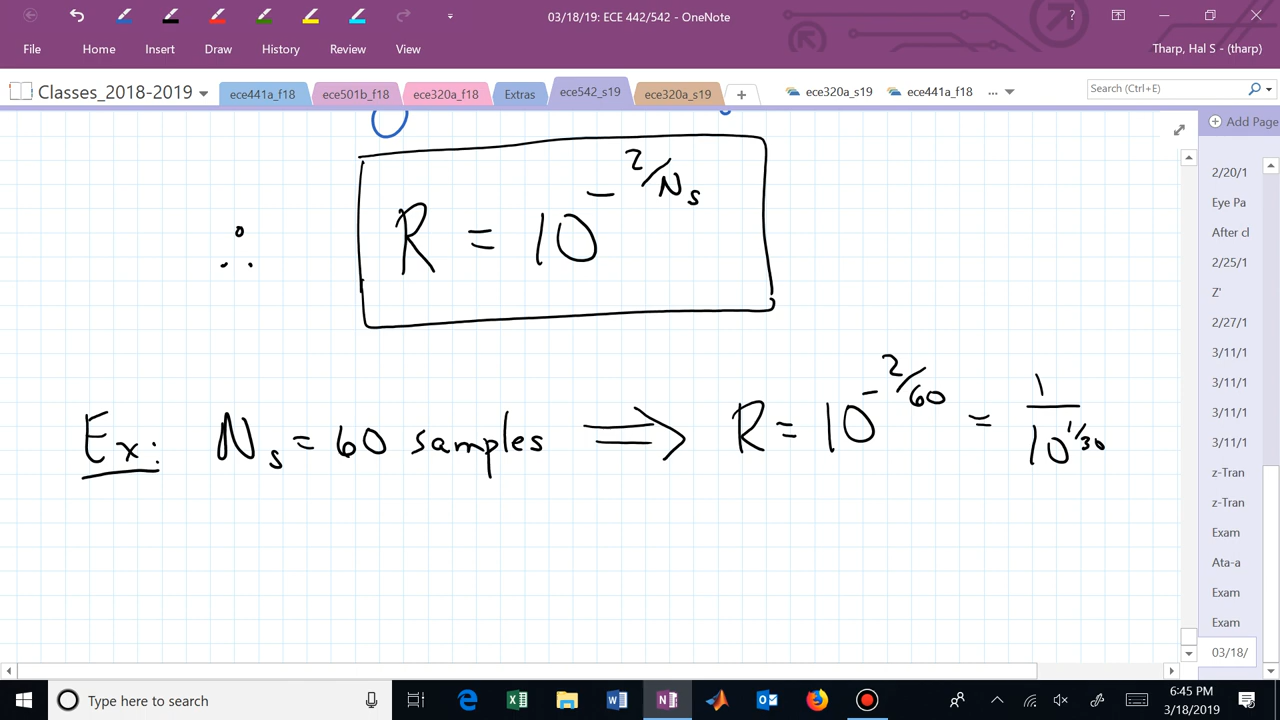 03/18/19: ECE 442/542 - OneNote
File Home Insert Draw History Review View
Tharp, Hal S - (tharp)
Classes_2018-2019
ece441a_f18 ece501b_f18 ece320a_f18 Extras ece542_s19 ece320a_s19 +
ece320a_s19 ece441a_f18 ...
Search (Ctrl+E)
+ Add Page
2/20/1
Eye Pa
After cl
2/25/1
Z'
2/27/1
3/11/1
3/11/1
3/11/1
3/11/1
z-Tran
z-Tran
Exam
Ata-a
Exam
Exam
03/18/
∴ R = 10^(-2/Ns)
Ex: Ns = 60 samples ⟹ R = 10^(-2/60) = 1/10^(1/30)
Type here to search
6:45 PM
3/18/2019